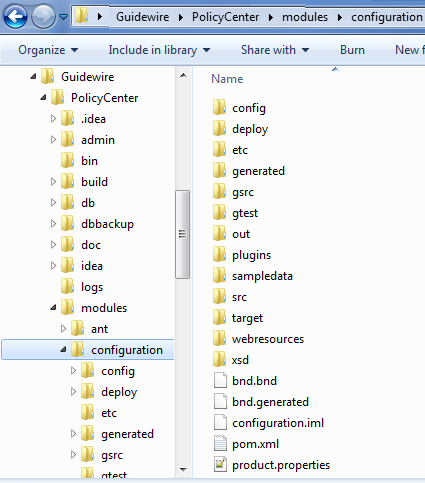 Guidewire PolicyCenter modules configuration
Organize Include in library Share with Burn New f
Guidewire
PolicyCenter
.idea
admin
bin
build
db
dbbackup
doc
idea
logs
modules
ant
configuration
config
deploy
etc
generated
gsrc
gtest
Name
config
deploy
etc
generated
gsrc
gtest
out
plugins
sampledata
src
target
webresources
xsd
bnd.bnd
bnd.generated
configuration.iml
pom.xml
product.properties